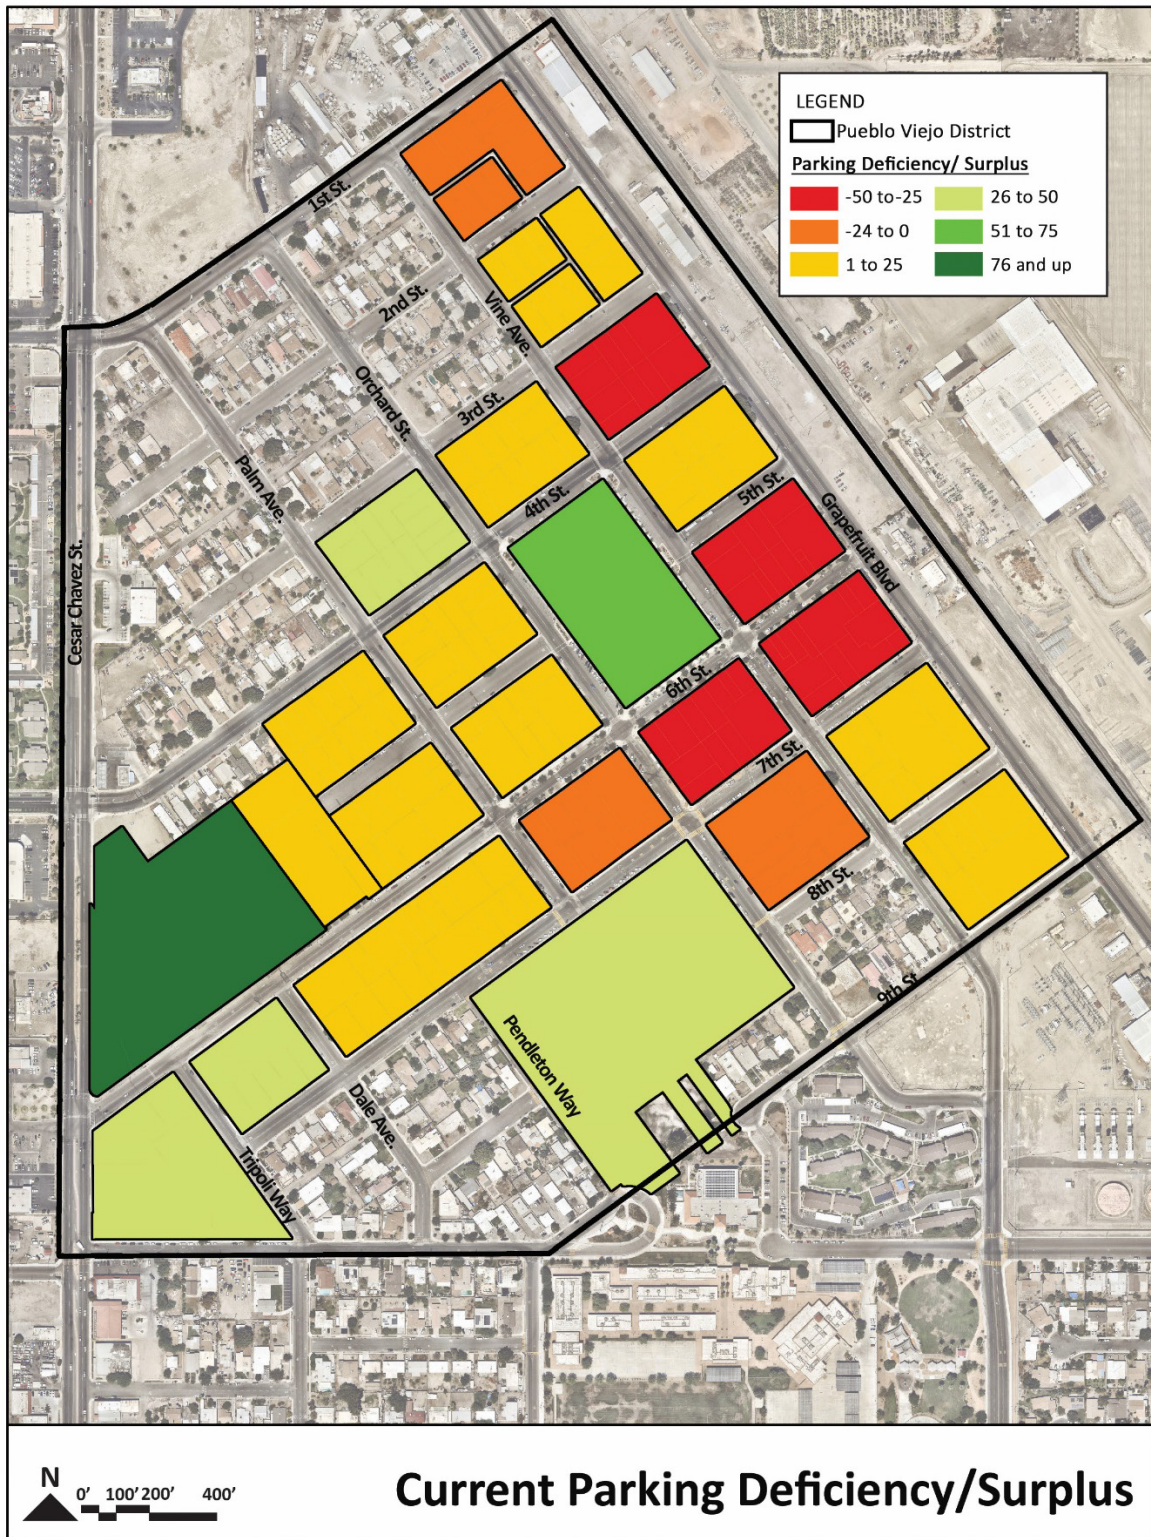 LEGEND
Pueblo Viejo District
Parking Deficiency/ Surplus
-50 to -25
26 to 50
-24 to 0
51 to 75
1 to 25
76 and up
1st St.
2nd St.
Vine Ave.
Orchard St.
3rd St.
Palm Ave.
4th St.
5th St.
Grapefruit Blvd
Cesar Chavez St.
6th St.
7th St.
8th St.
9th St
Pendleton Way
Dale Ave.
Tripoli Way
N
0' 100' 200' 400'
Current Parking Deficiency/Surplus